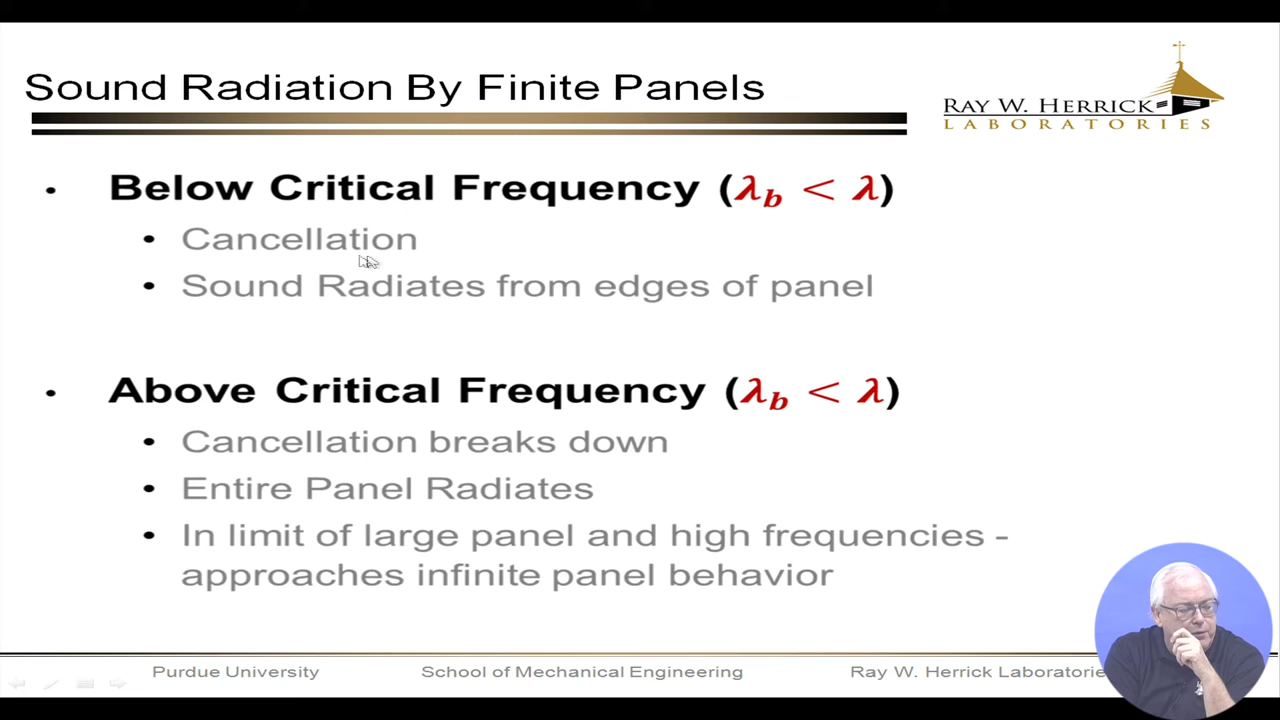 Sound Radiation By Finite Panels
RAY W. HERRICK
LABORATORIES
• Below Critical Frequency (λb < λ)
• Cancellation
• Sound Radiates from edges of panel
• Above Critical Frequency (λb < λ)
• Cancellation breaks down
• Entire Panel Radiates
• In limit of large panel and high frequencies -
approaches infinite panel behavior
Purdue University School of Mechanical Engineering Ray W. Herrick Laboratorie